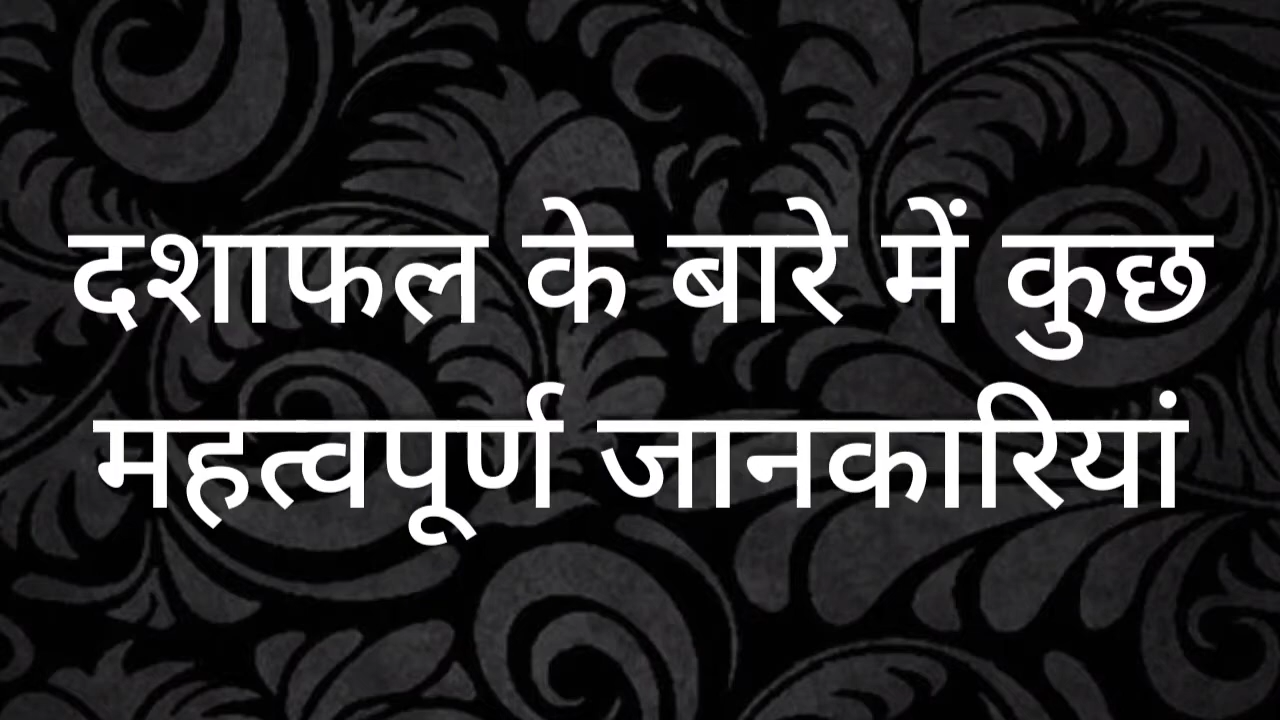 दशाफल के बारे में कुछ
महत्वपूर्ण जानकारियां